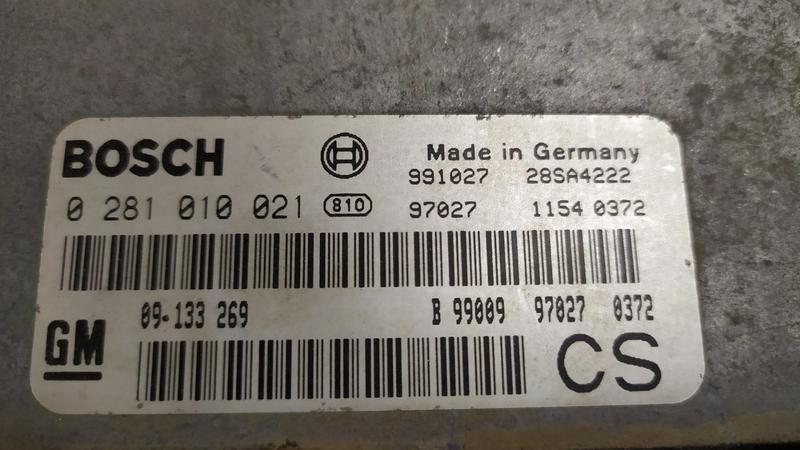 BOSCH Made in Germany
991027 28SA4222
0 281 010 021 810 97027 1154 0372
09-133 269 B 99009 97027 0372
GM CS